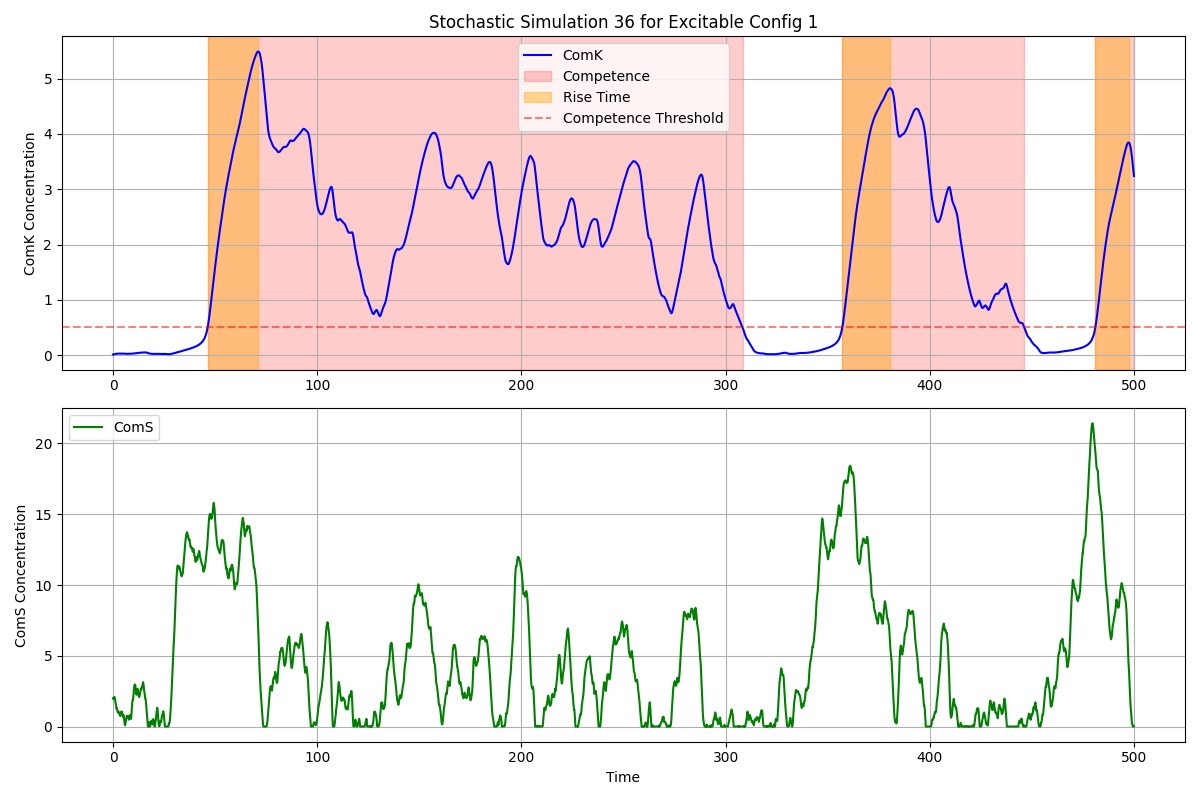 Stochastic Simulation 36 for Excitable Config 1
ComK Concentration
5
4
3
2
1
0
ComK
Competence
Rise Time
Competence Threshold
0 100 200 300 400 500
ComS Concentration
20
15
10
5
0
ComS
0 100 200 300 400 500
Time